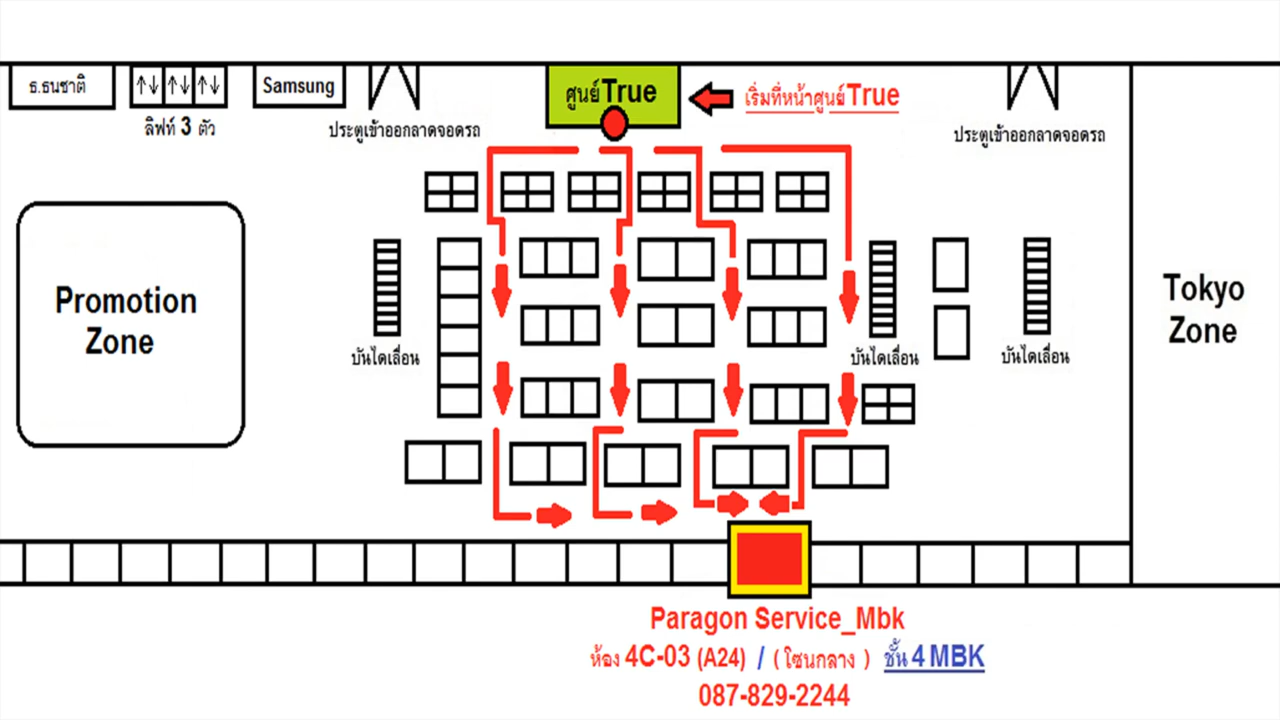 ธ.ธนชาติ
ลิฟท์ 3 ตัว
Samsung
ประตูเข้าออกลาดจอดรถ
ศูนย์True
เริ่มที่หน้าศูนย์True
ประตูเข้าออกลาดจอดรถ
Promotion
Zone
บันไดเลื่อน
บันไดเลื่อน
บันไดเลื่อน
Tokyo
Zone
Paragon Service_Mbk
ห้อง 4C-03 (A24) / ( โซนกลาง ) ชั้น 4 MBK
087-829-2244